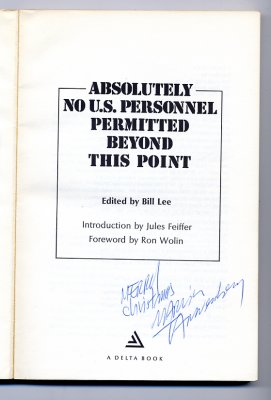 ABSOLUTELY
NO U.S. PERSONNEL
PERMITTED
BEYOND
THIS POINT
Edited by Bill Lee
Introduction by Jules Feiffer
Foreword by Ron Wolin
Merry
Christmas
A DELTA BOOK